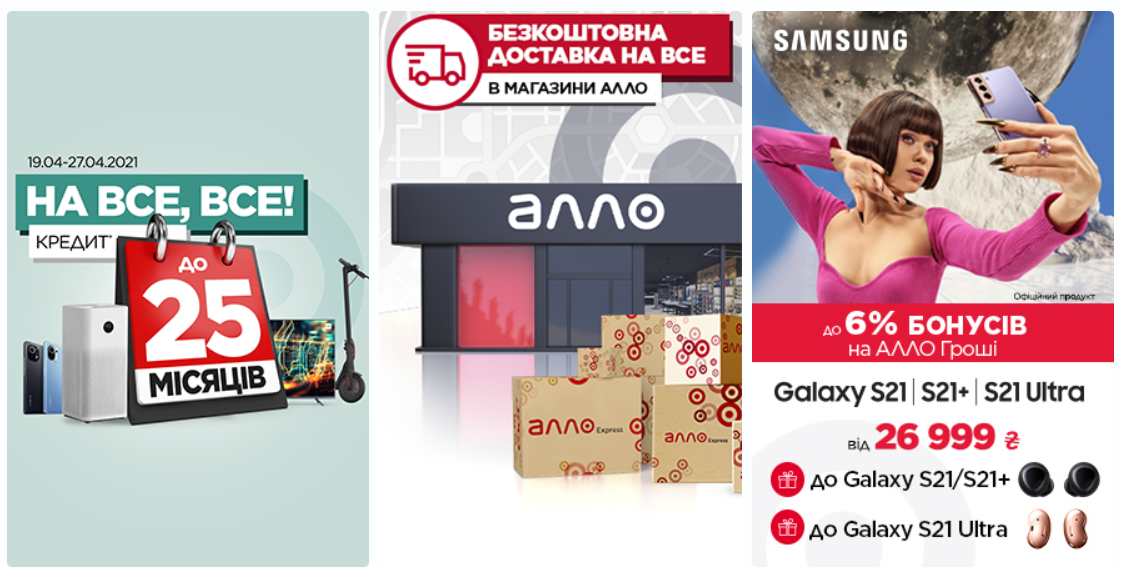 19.04-27.04.2021
НА ВСЕ, ВСЕ!
КРЕДИТ*
ДО
25
МІСЯЦІВ
БЕЗКОШТОВНА
ДОСТАВКА НА ВСЕ
В МАГАЗИНИ АЛЛО
алло
алло Express
алло Express
алло
SAMSUNG
Офіційний продукт
до 6% БОНУСІВ
на АЛЛО Гроші
Galaxy S21 | S21+ | S21 Ultra
від 26 999 ₴
до Galaxy S21/S21+
до Galaxy S21 Ultra